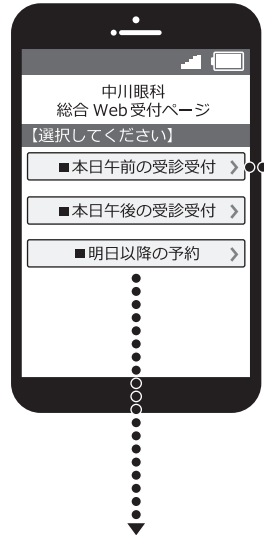 中川眼科
総合 Web 受付ページ
【選択してください】
■本日午前の受診受付
■本日午後の受診受付
■明日以降の予約